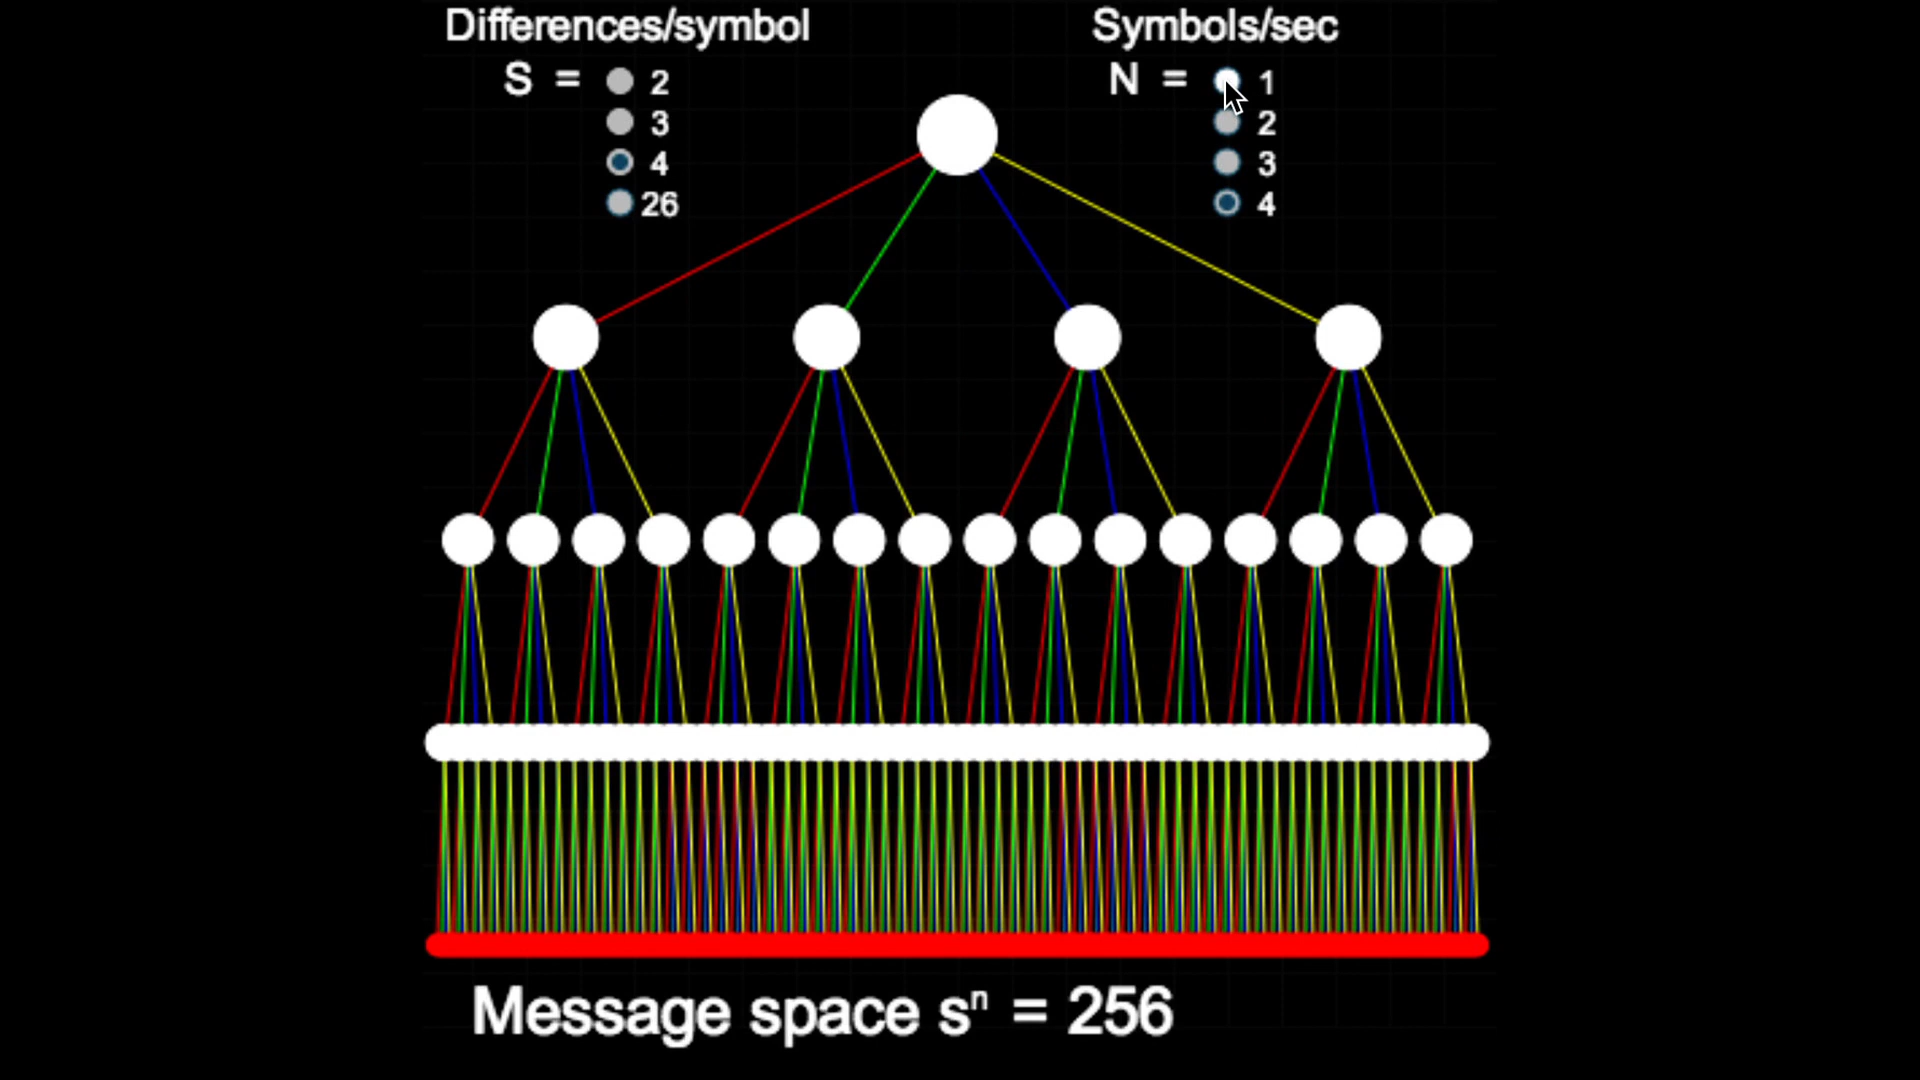 Differences/symbol
S = 2
3
4
26
Symbols/sec
N = 1
2
3
4
Message space sⁿ = 256